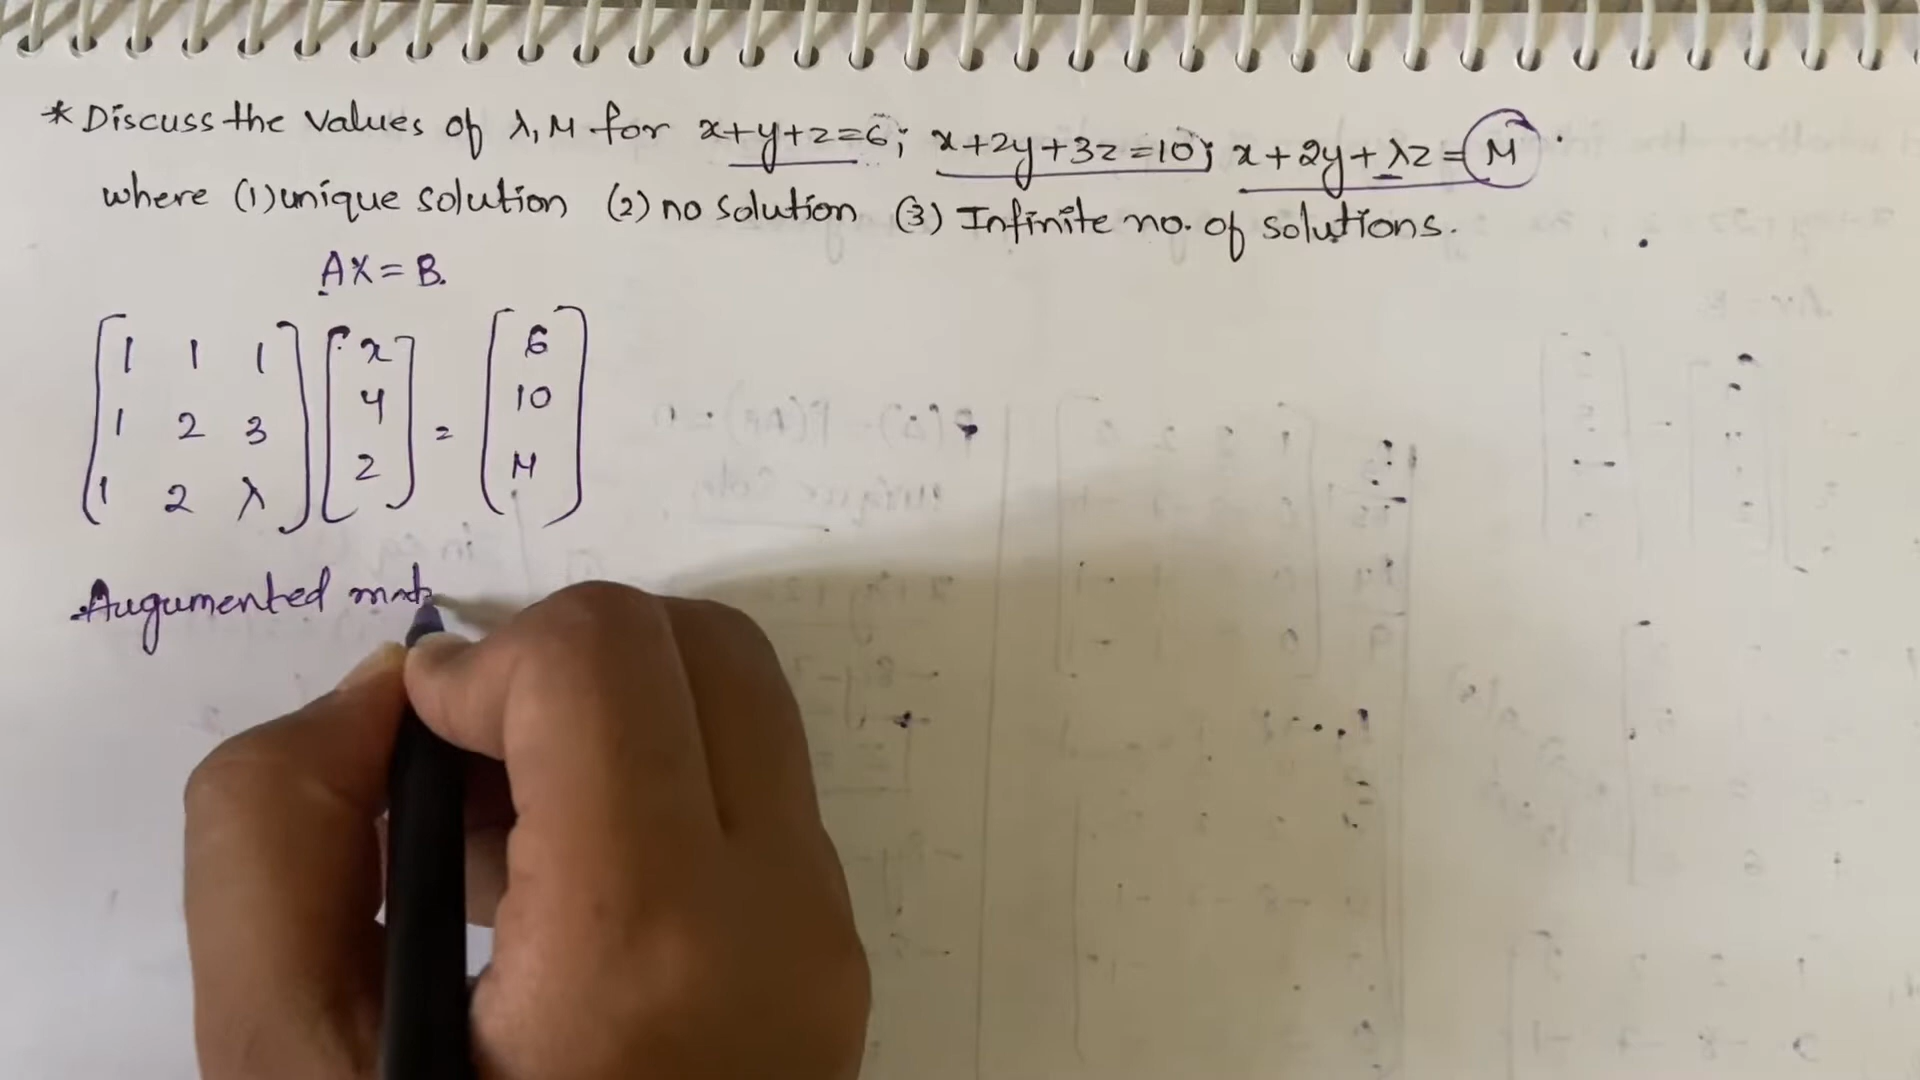 * Discuss the values of λ, M for x+y+z=6; x+2y+3z=10; x+2y+λz=M.
where (1) unique solution (2) no solution (3) Infinite no. of solutions.
AX = B.
[1 1 1] [x] [6]
[1 2 3] [y] = [10]
[1 2 λ] [z] [M]
Augumented mat